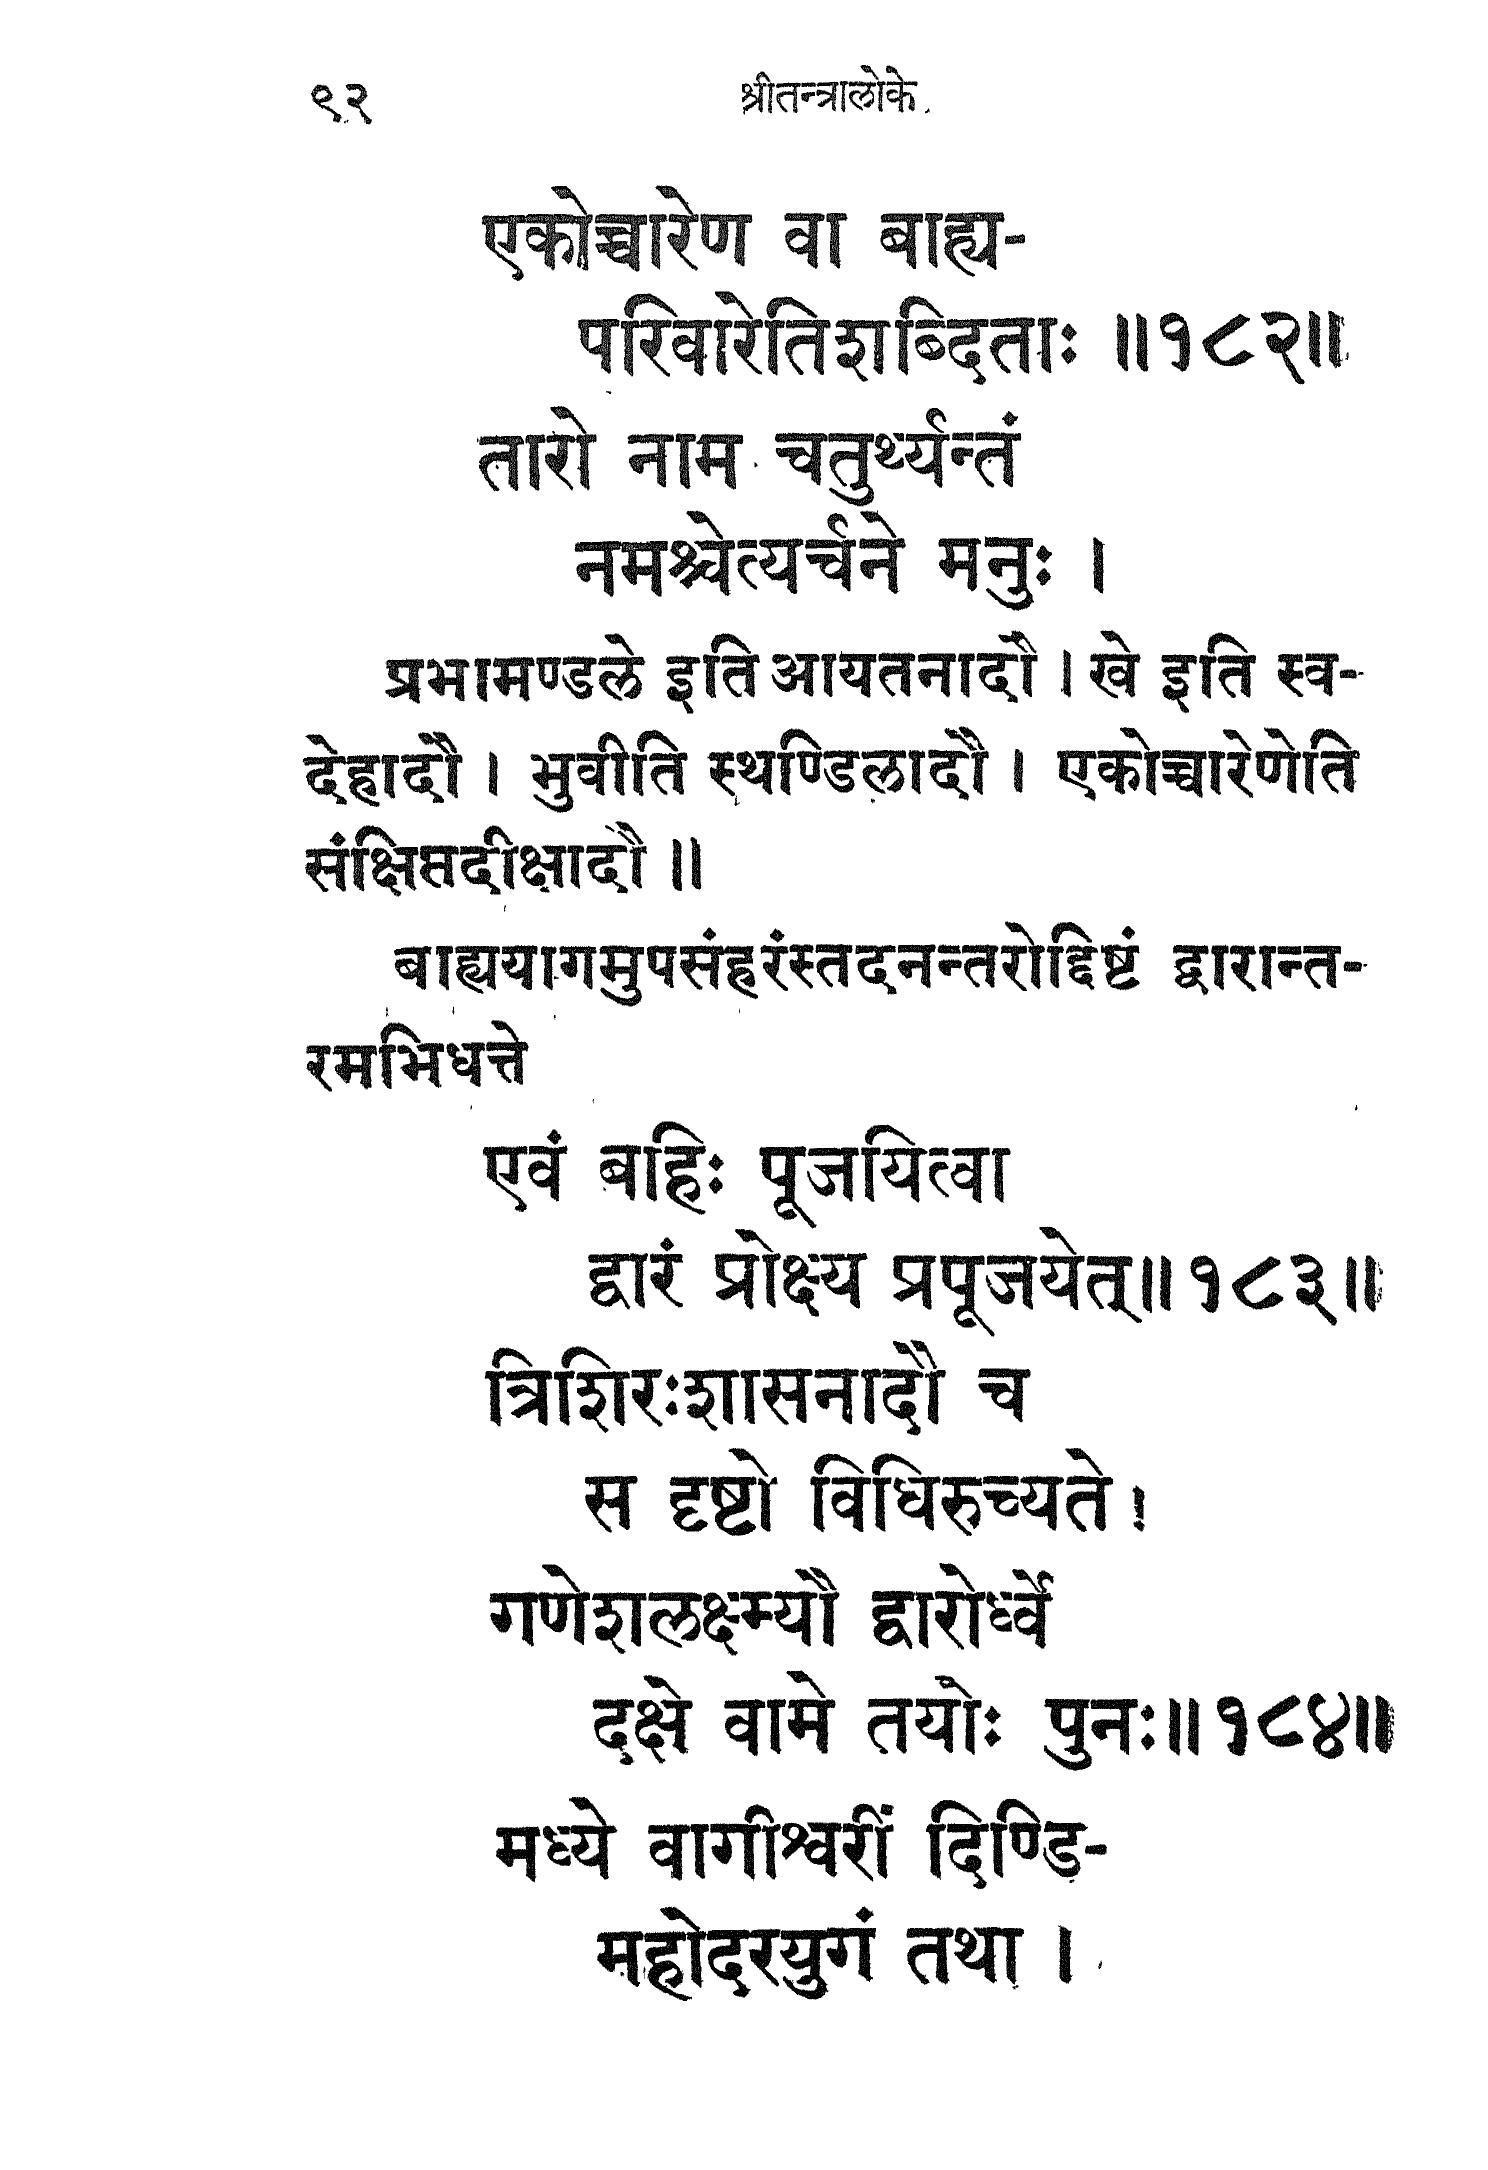 ९२ श्रीतन्त्रालोके
एकोच्चारेण वा बाह्य-
परिवारेतिशब्दिताः ॥१८२॥
तारो नाम चतुर्थ्यन्तं
नमश्चेत्यर्चने मनुः ।
प्रभामण्डले इति आयतनादौ । खे इति स्व-
देहादौ । भुवीति स्थण्डिलादौ । एकोच्चारेणेति
संक्षिप्तदीक्षादौ ॥
बाह्ययागमुपसंहरंस्तदनन्तरोद्दिष्टं द्वारान्त-
रमभिधत्ते
एवं बहिः पूजयित्वा
द्वारं प्रोक्ष्य प्रपूजयेत्॥१८३॥
त्रिशिरःशासनादौ च
स दृष्टो विधिरुच्यते ।
गणेशलक्ष्म्यौ द्वारोर्ध्वे
दक्षे वामे तयोः पुनः॥१८४॥
मध्ये वागीश्वरीं दिण्डि-
महोदरयुगं तथा ।